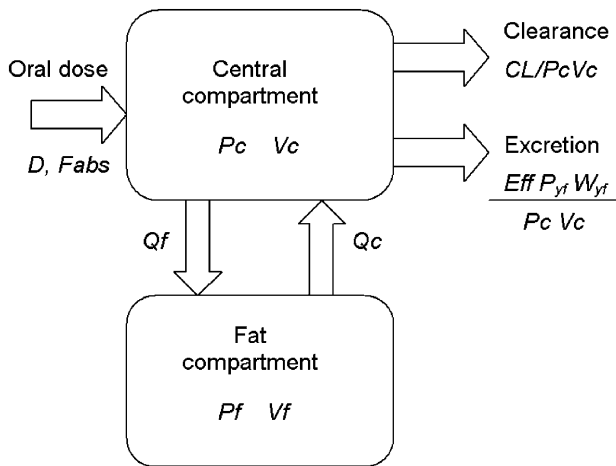 Oral dose
D, Fabs
Central
compartment
Pc Vc
Clearance
CL/PcVc
Excretion
Eff Pyf Wyf
Pc Vc
Qf
Qc
Fat
compartment
Pf Vf